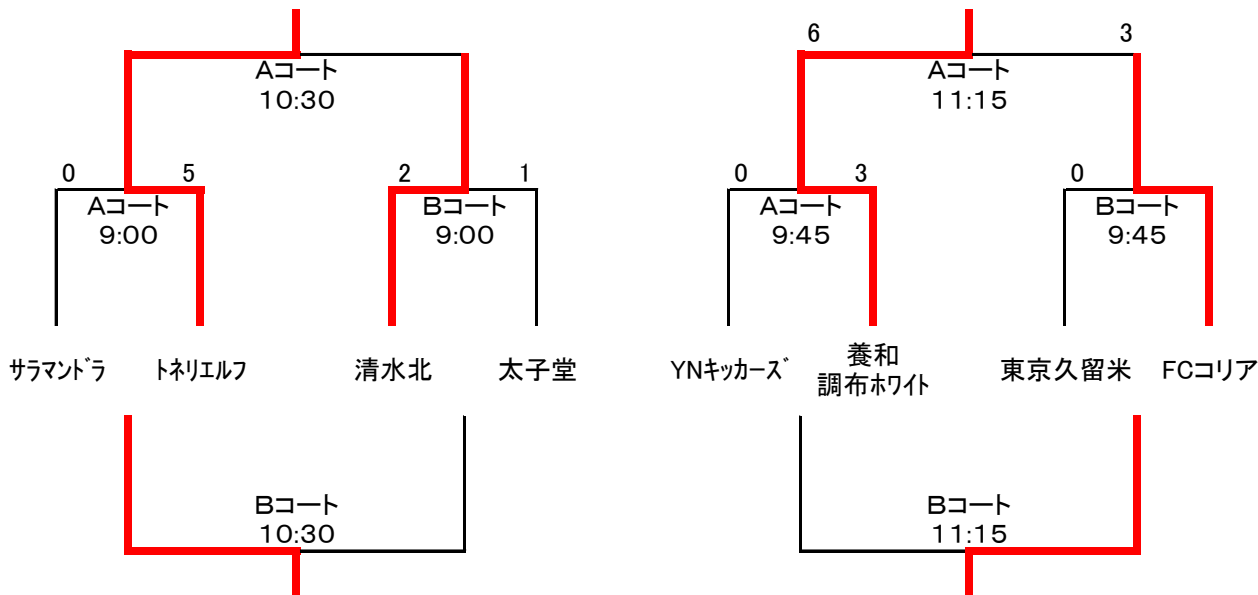 6 3
Aコート
10:30
Aコート
11:15
0 5 2 1 0 3 0
Aコート
9:00
Bコート
9:00
Aコート
9:45
Bコート
9:45
ｻﾗﾏﾝﾄﾞﾗ ﾄﾈﾘｴﾙﾌ 清水北 太子堂 YNｷｯｶｰｽﾞ 養和
調布ﾎﾜｲﾄ 東京久留米 FCコリア
Bコート
10:30
Bコート
11:15